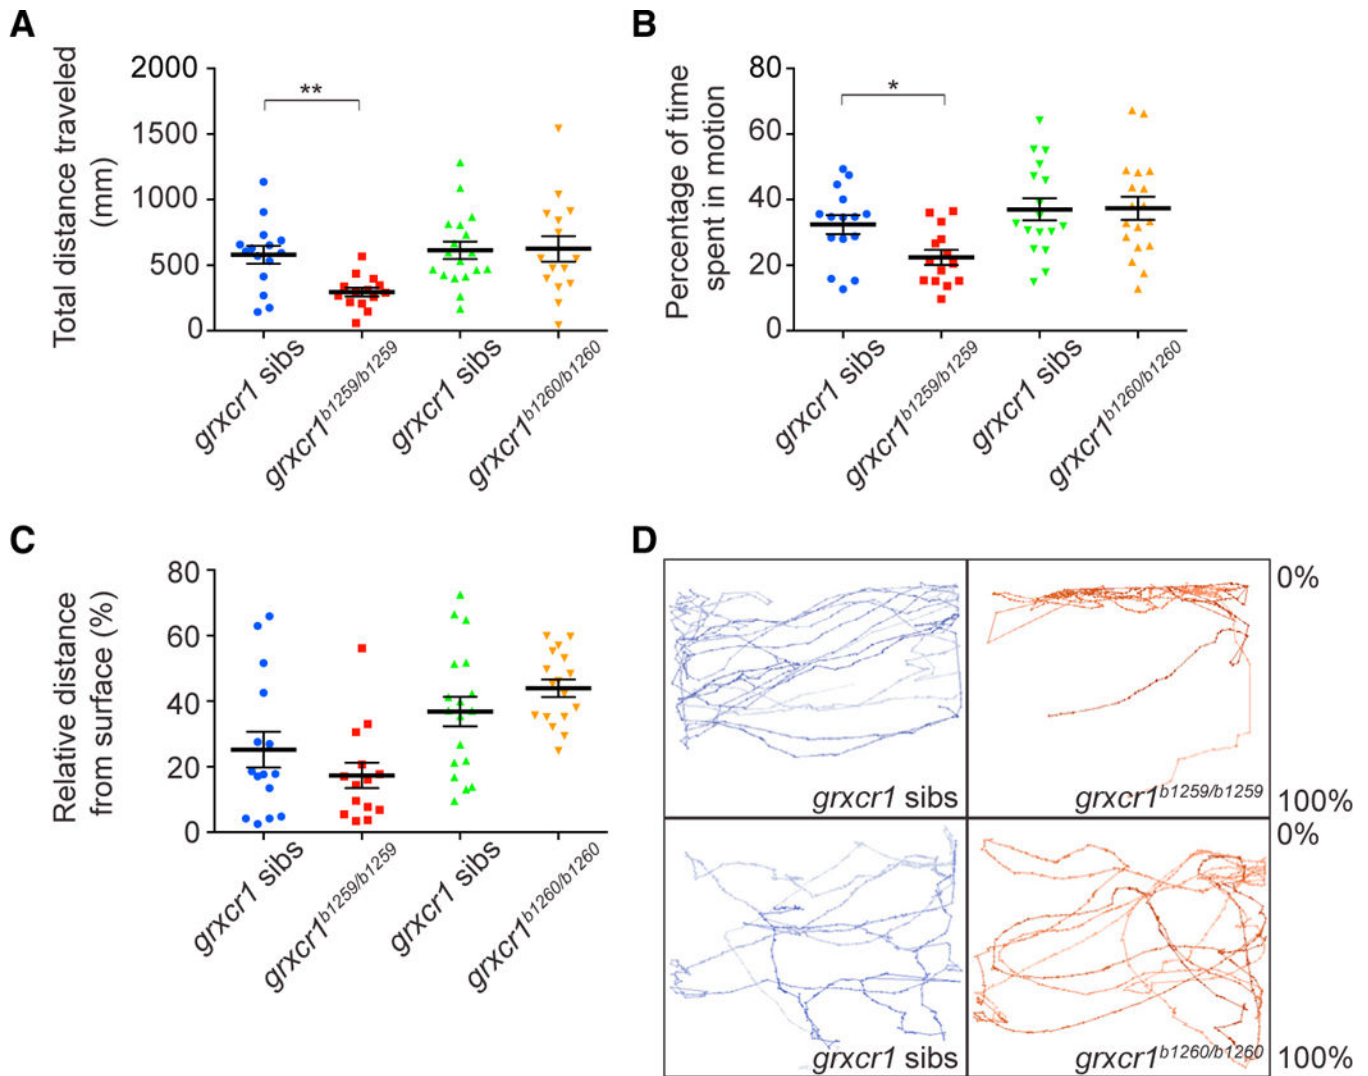 A
Total distance traveled
(mm)
2000
1500
1000
500
0
**
grxcr1 sibs
grxcr1b1259/b1259
grxcr1 sibs
grxcr1b1260/b1260
B
Percentage of time
spent in motion
80
60
40
20
0
*
grxcr1 sibs
grxcr1b1259/b1259
grxcr1 sibs
grxcr1b1260/b1260
C
Relative distance
from surface (%)
80
60
40
20
0
grxcr1 sibs
grxcr1b1259/b1259
grxcr1 sibs
grxcr1b1260/b1260
D
0%
grxcr1 sibs
grxcr1b1259/b1259
100%
0%
grxcr1 sibs
grxcr1b1260/b1260
100%